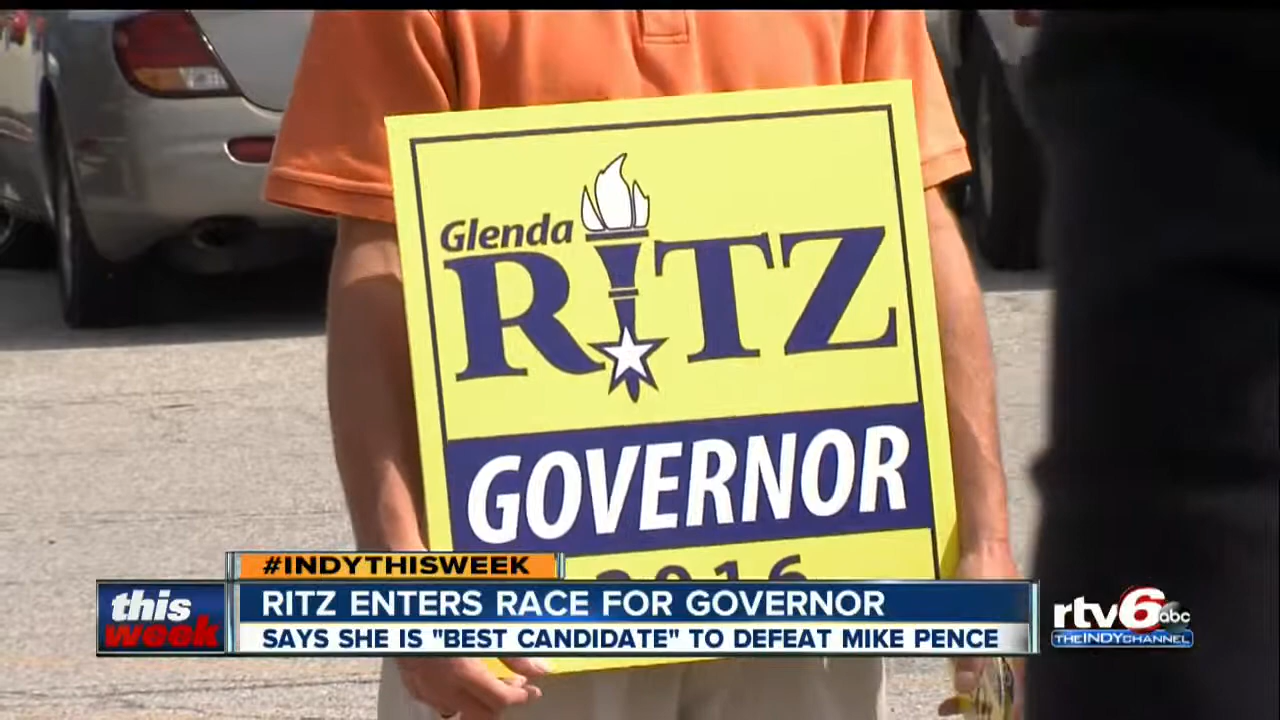 Glenda
RITZ
GOVERNOR
2016
#INDYTHISWEEK
this
week
RITZ ENTERS RACE FOR GOVERNOR
SAYS SHE IS "BEST CANDIDATE" TO DEFEAT MIKE PENCE
rtv6 abc
THEINDYCHANNEL